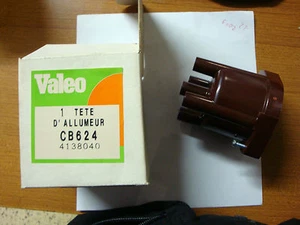 Valeo
1 TETE
D'ALLUMEUR
CB624
4138040